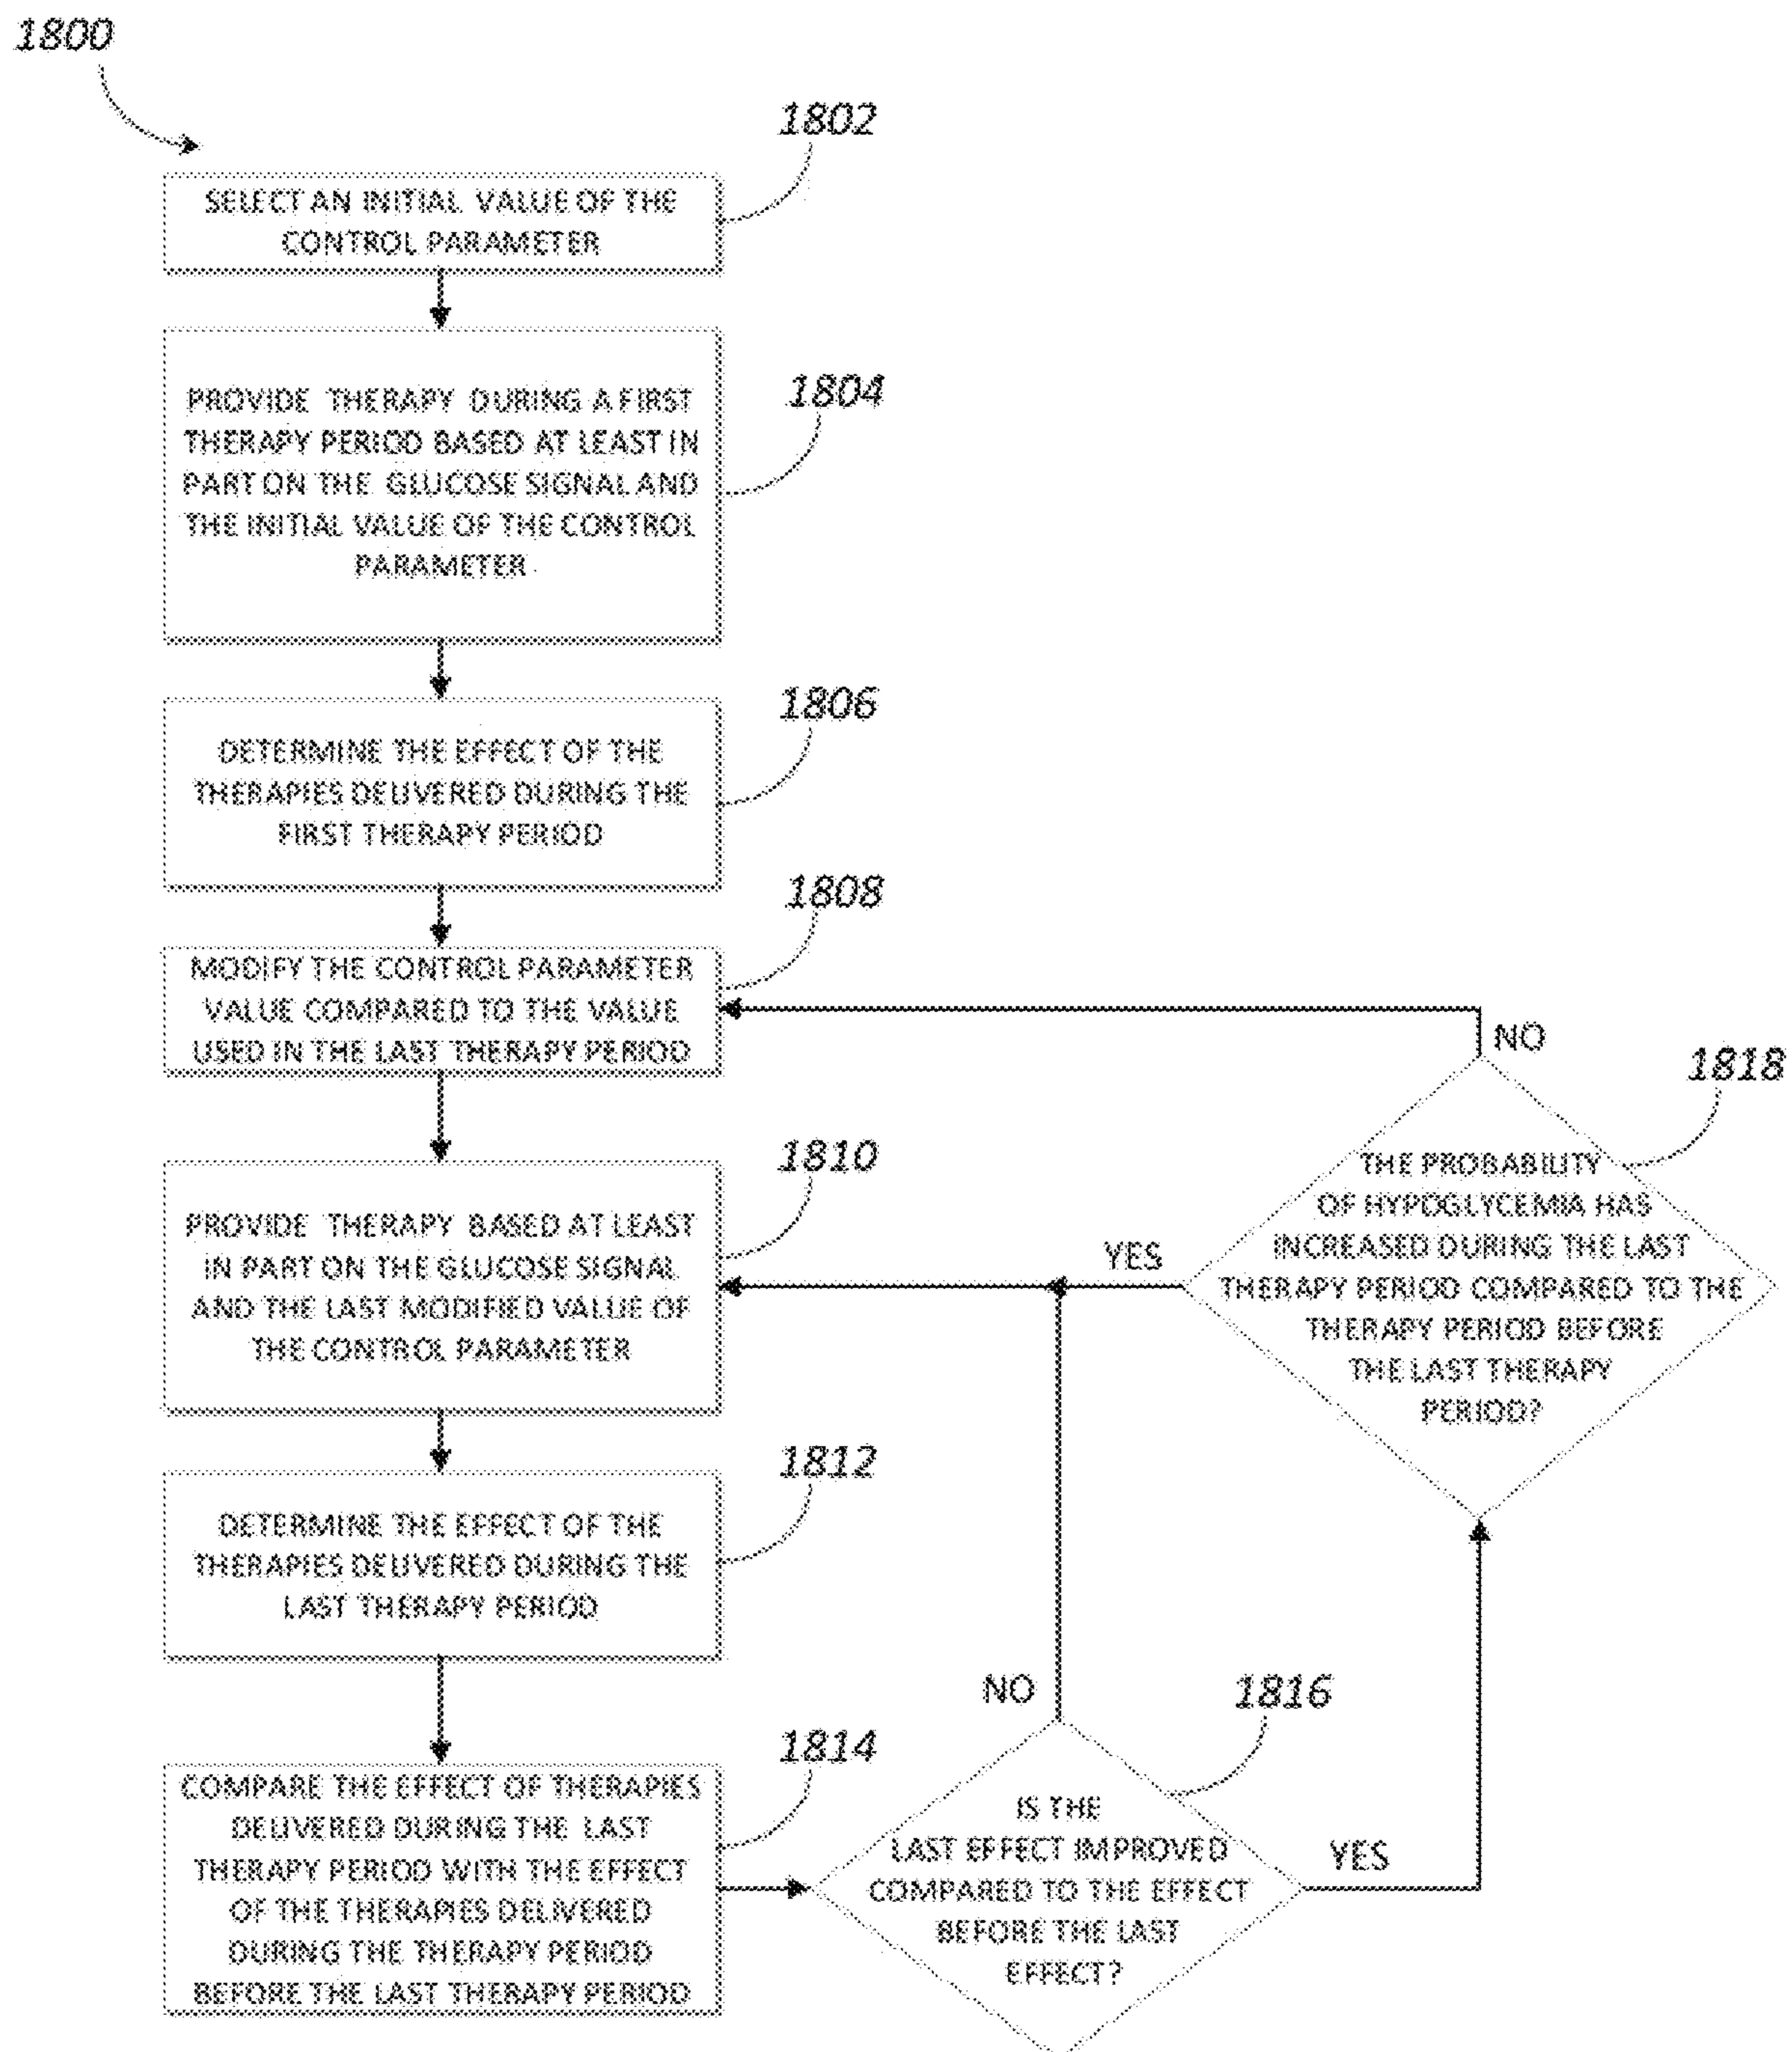 1800
1802
SELECT AN INITIAL VALUE OF THE
CONTROL PARAMETER
1804
PROVIDE THERAPY DURING A FIRST
THERAPY PERIOD BASED AT LEAST IN
PART ON THE GLUCOSE SIGNAL AND
THE INITIAL VALUE OF THE CONTROL
PARAMETER
1806
DETERMINE THE EFFECT OF THE
THERAPIES DELIVERED DURING THE
FIRST THERAPY PERIOD
1808
MODIFY THE CONTROL PARAMETER
VALUE COMPARED TO THE VALUE
USED IN THE LAST THERAPY PERIOD
1810
PROVIDE THERAPY BASED AT LEAST
IN PART ON THE GLUCOSE SIGNAL
AND THE LAST MODIFIED VALUE OF
THE CONTROL PARAMETER
1812
DETERMINE THE EFFECT OF THE
THERAPIES DELIVERED DURING THE
LAST THERAPY PERIOD
1814
COMPARE THE EFFECT OF THERAPIES
DELIVERED DURING THE LAST
THERAPY PERIOD WITH THE EFFECT
OF THE THERAPIES DELIVERED
DURING THE THERAPY PERIOD
BEFORE THE LAST THERAPY PERIOD
1816
NO
IS THE
LAST EFFECT IMPROVED
COMPARED TO THE EFFECT
BEFORE THE LAST
EFFECT?
YES
1818
NO
THE PROBABILITY
OF HYPOGLYCEMIA HAS
INCREASED DURING THE LAST
THERAPY PERIOD COMPARED TO THE
THERAPY PERIOD BEFORE
THE LAST THERAPY
PERIOD?
YES